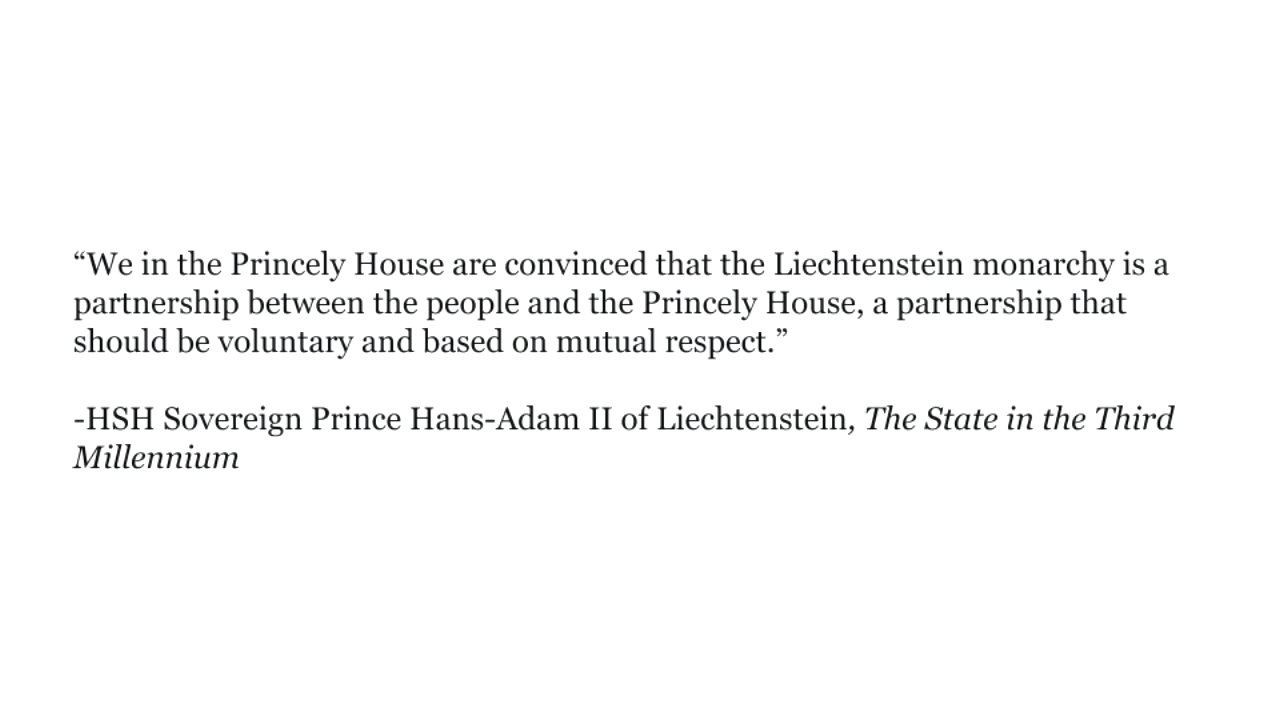 “We in the Princely House are convinced that the Liechtenstein monarchy is a
partnership between the people and the Princely House, a partnership that
should be voluntary and based on mutual respect.”
-HSH Sovereign Prince Hans-Adam II of Liechtenstein, The State in the Third
Millennium